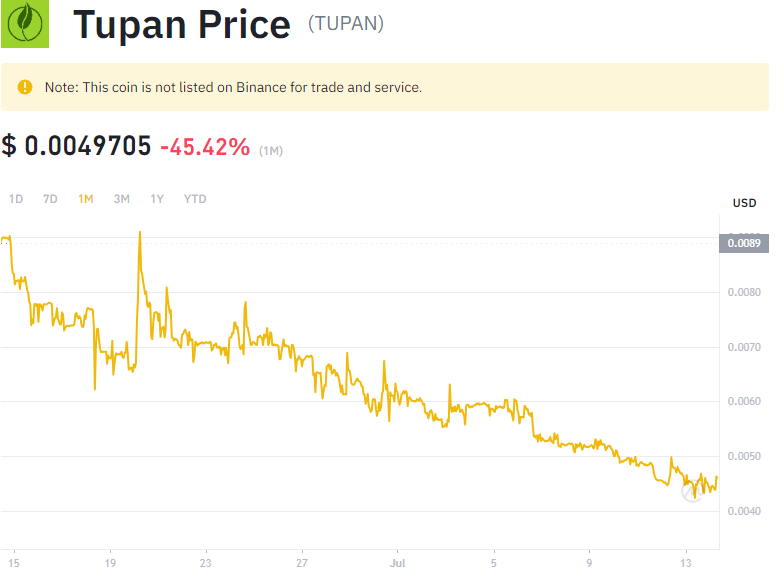 Tupan Price (TUPAN)
Note: This coin is not listed on Binance for trade and service.
$ 0.0049705 -45.42% (1M)
1D 7D 1M 3M 1Y YTD
USD
0.0089
0.0080
0.0070
0.0060
0.0050
0.0040
15 19 23 27 Jul 5 9 13